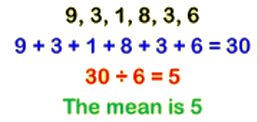 9, 3, 1, 8, 3, 6
9 + 3 + 1 + 8 + 3 + 6 = 30
30 ÷ 6 = 5
The mean is 5